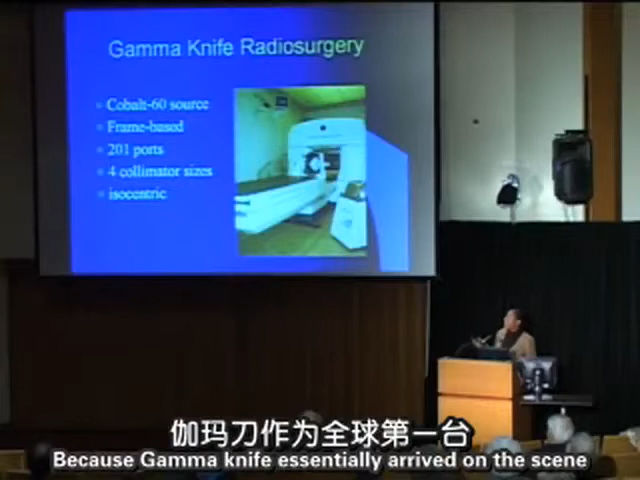 Gamma Knife Radiosurgery
Cobalt-60 source
Frame-based
201 ports
4 collimator sizes
isocentric
伽玛刀作为全球第一台
Because Gamma knife essentially arrived on the scene